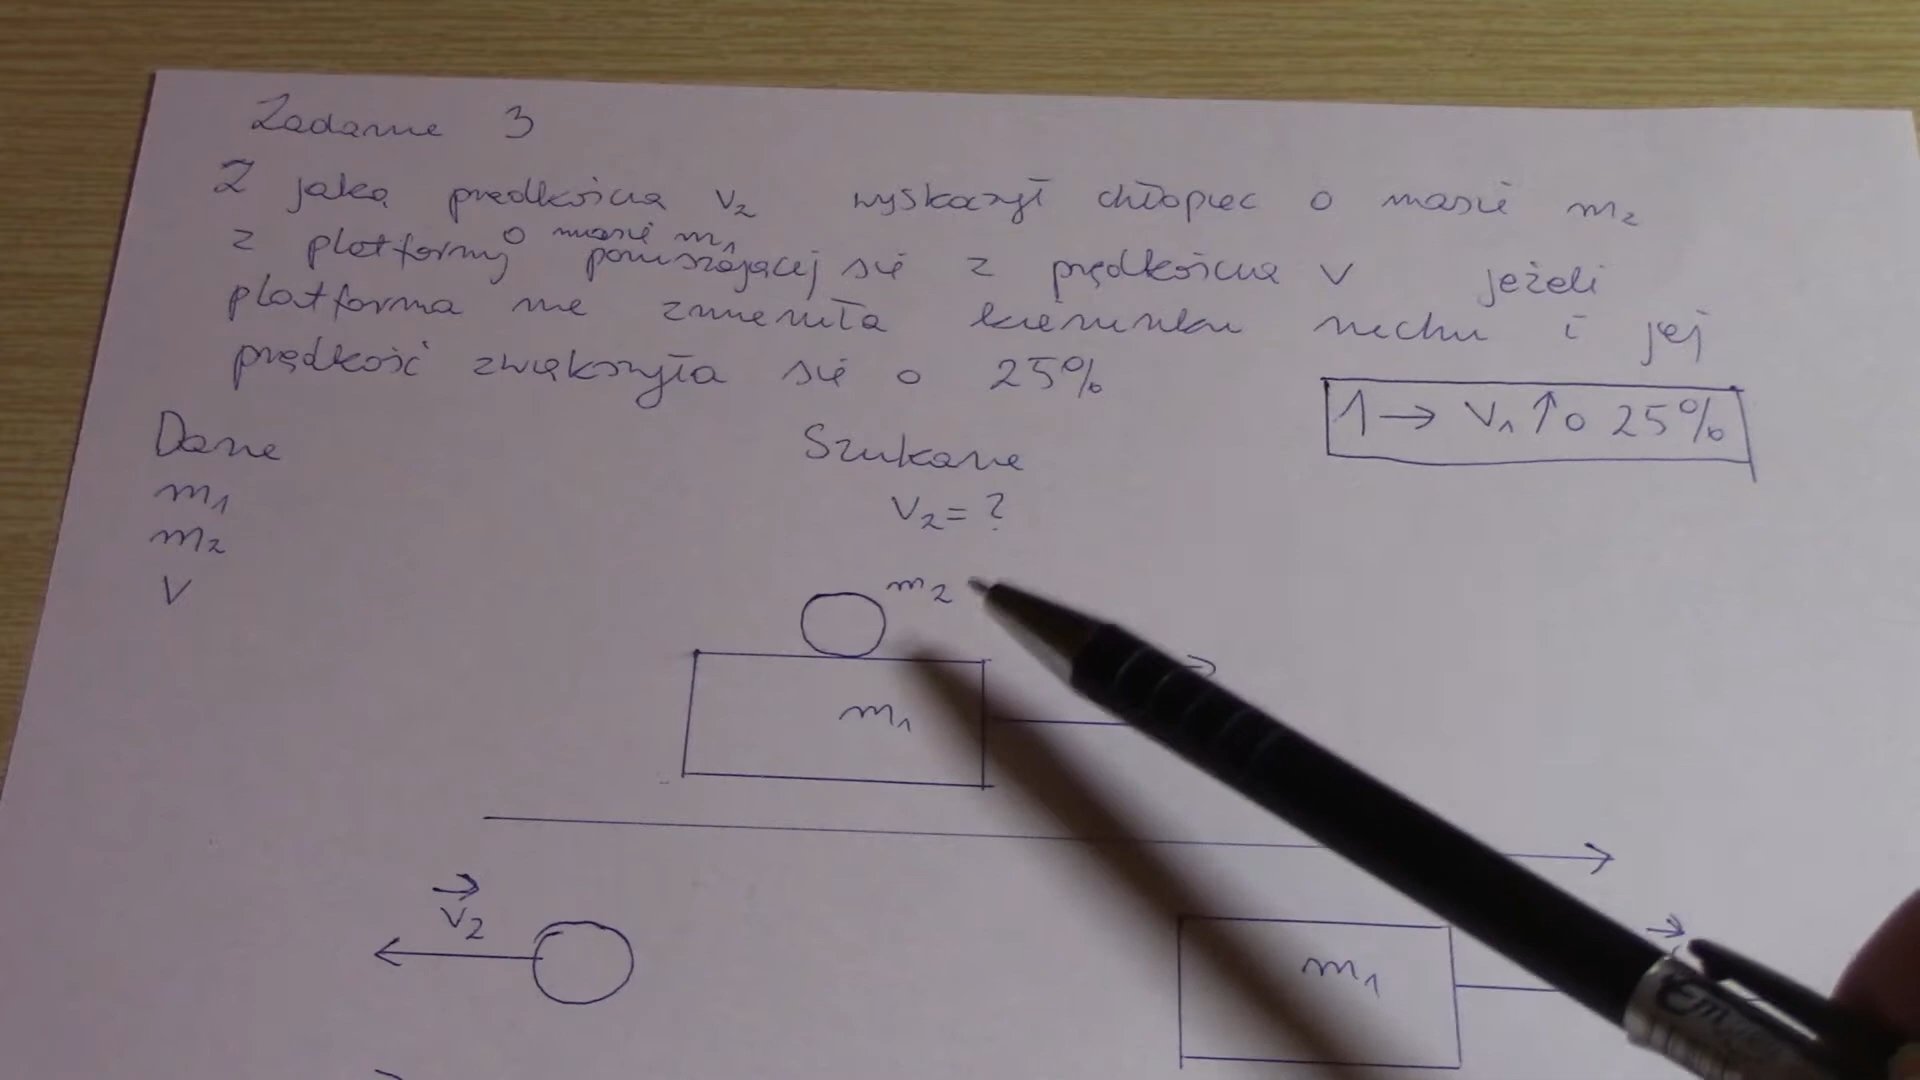 Zadanie 3
Z jaką prędkością v₂ wyskoczył chłopiec o masie m₂
o masie m₁
z platformy poruszającej się z prędkością v jeżeli
platforma nie zmieniła kierunku ruchu i jej
prędkość zwiększyła się o 25%
1 → v₁ ↑ o 25%
Dane
Szukane
m₁
v₂ = ?
m₂
v
m₂
m₁
v₂
m₁